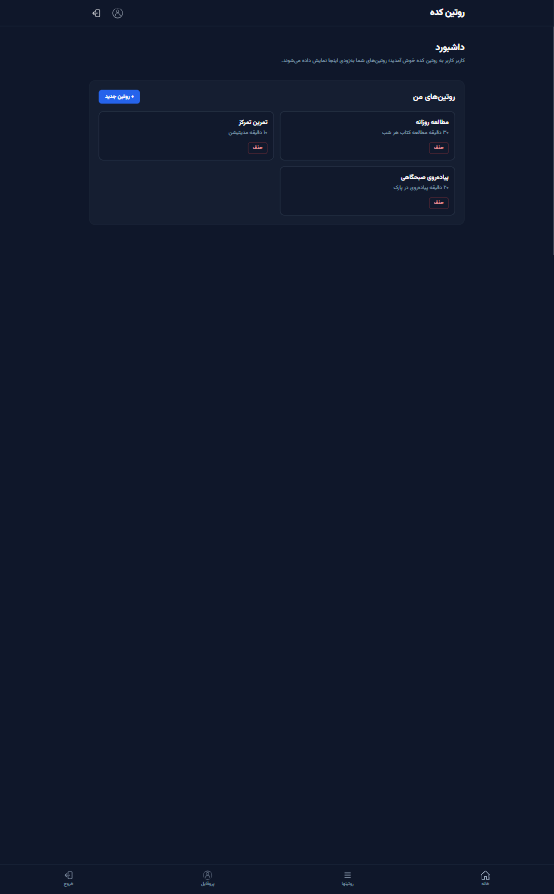 روتین کده
داشبورد
کاربر کاربر به روتین کده خوش آمدید؛ روتین‌های شما به‌زودی اینجا نمایش داده می‌شوند.
روتین‌های من
+ روتین جدید
مطالعه روزانه
۳۰ دقیقه مطالعه کتاب هر شب
حذف
تمرین تمرکز
۱۰ دقیقه مدیتیشن
حذف
پیاده‌روی صبحگاهی
۲۰ دقیقه پیاده‌روی در پارک
حذف
خانه
روتینها
پروفایل
خروج